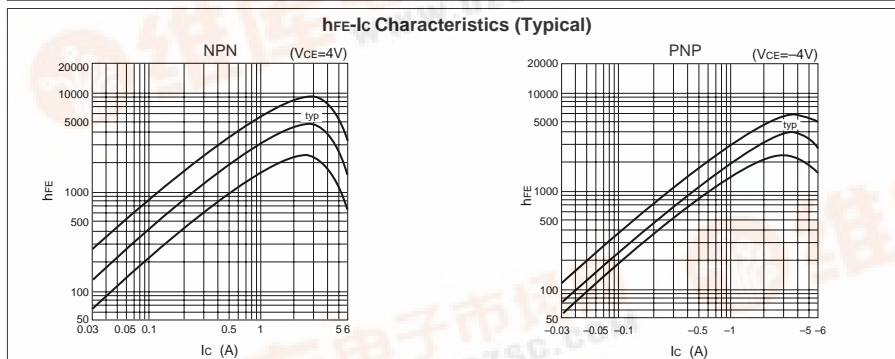 hFE-IC Characteristics (Typical)
NPN
(VCE=4V)
20000
10000
5000
1000
500
100
50
hFE
typ
0.03 0.05 0.1 0.5 1 5 6
IC (A)
PNP
(VCE=–4V)
20000
10000
5000
1000
500
100
50
hFE
typ
–0.03 –0.05 –0.1 –0.5 –1 –5 –6
IC (A)